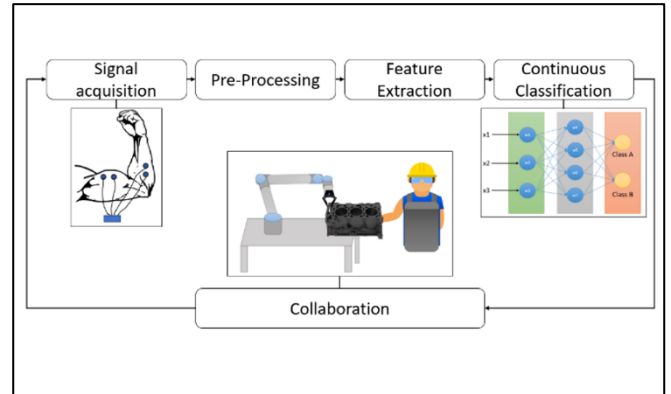 Signal
acquisition
Pre-Processing
Feature
Extraction
Continuous
Classification
x1
x2
x3
Class A
Class B
Collaboration